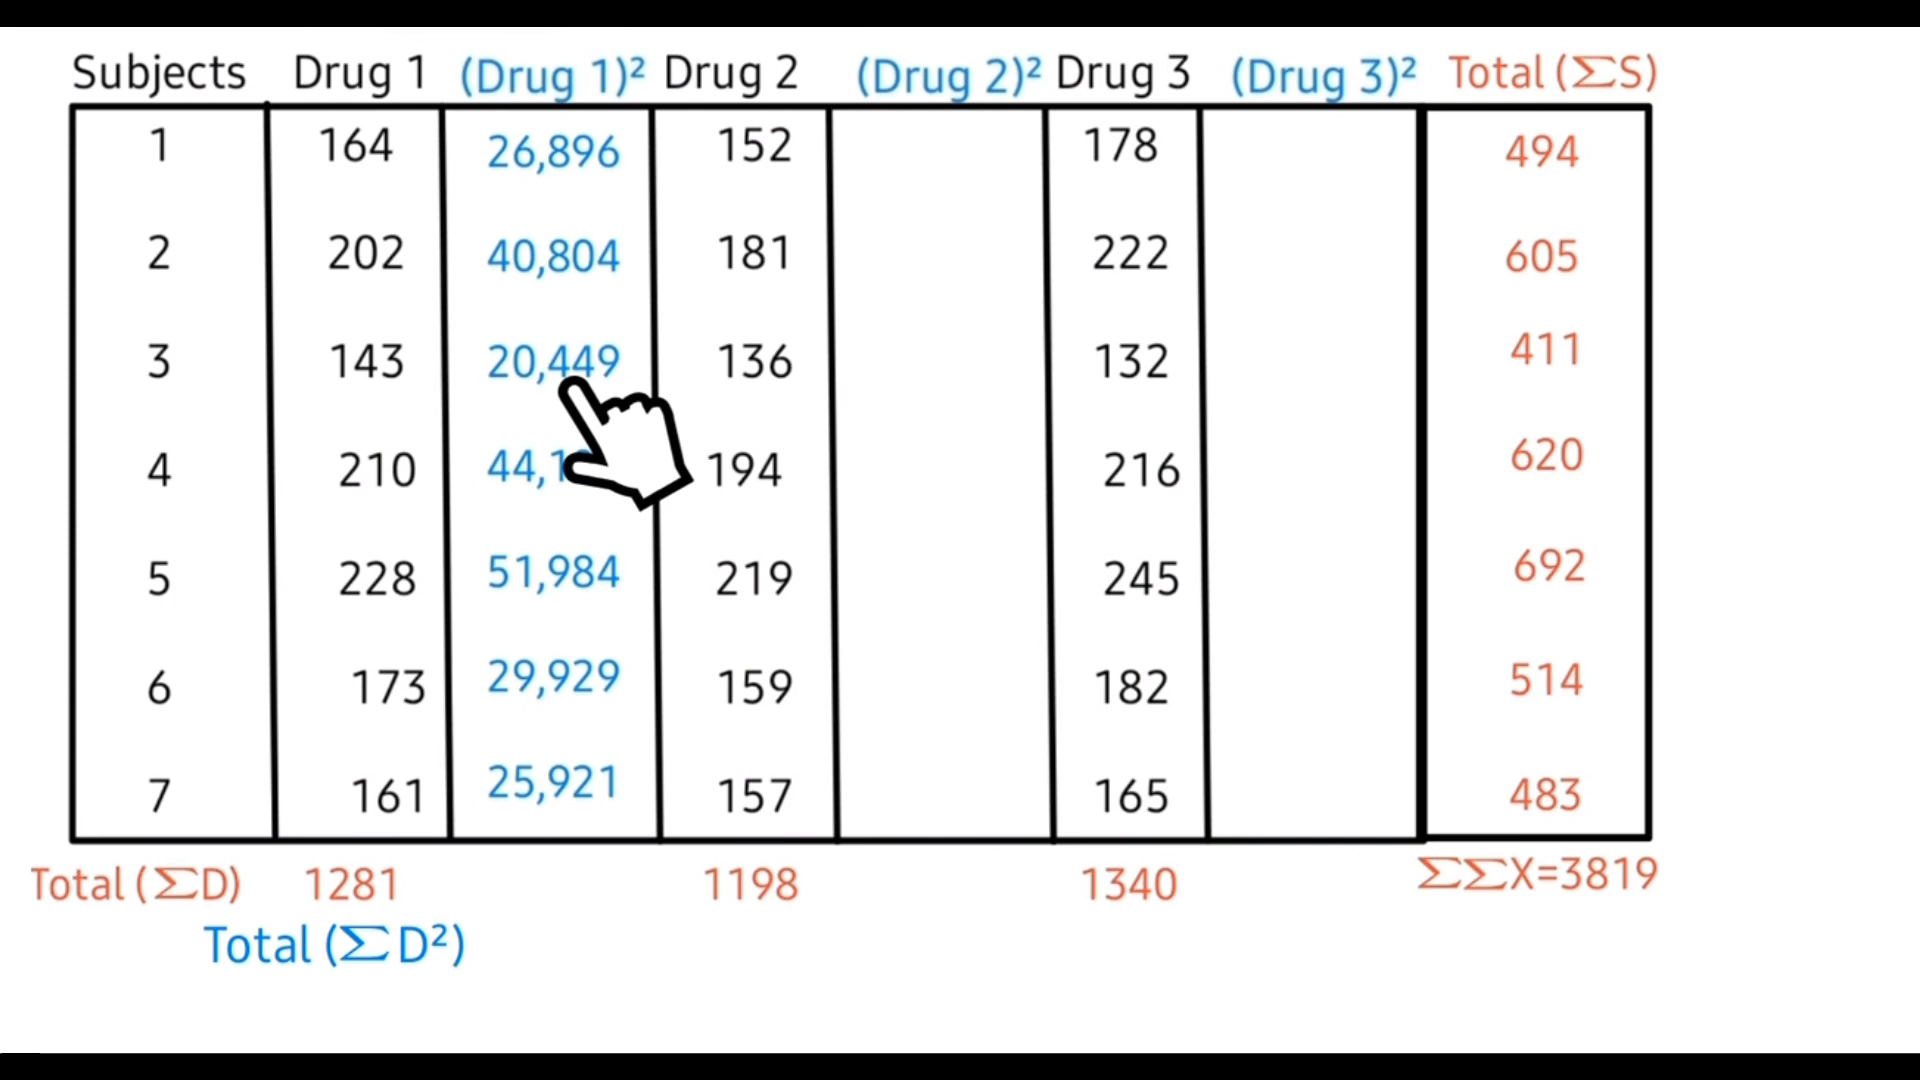 Subjects Drug 1 (Drug 1)² Drug 2 (Drug 2)² Drug 3 (Drug 3)² Total (ΣS)
1 164 26,896 152 178 494
2 202 40,804 181 222 605
3 143 20,449 136 132 411
4 210 194 216 620
5 228 51,984 219 245 692
6 173 29,929 159 182 514
7 161 25,921 157 165 483
Total (ΣD) 1281 1198 1340 ΣΣX=3819
Total (ΣD²)